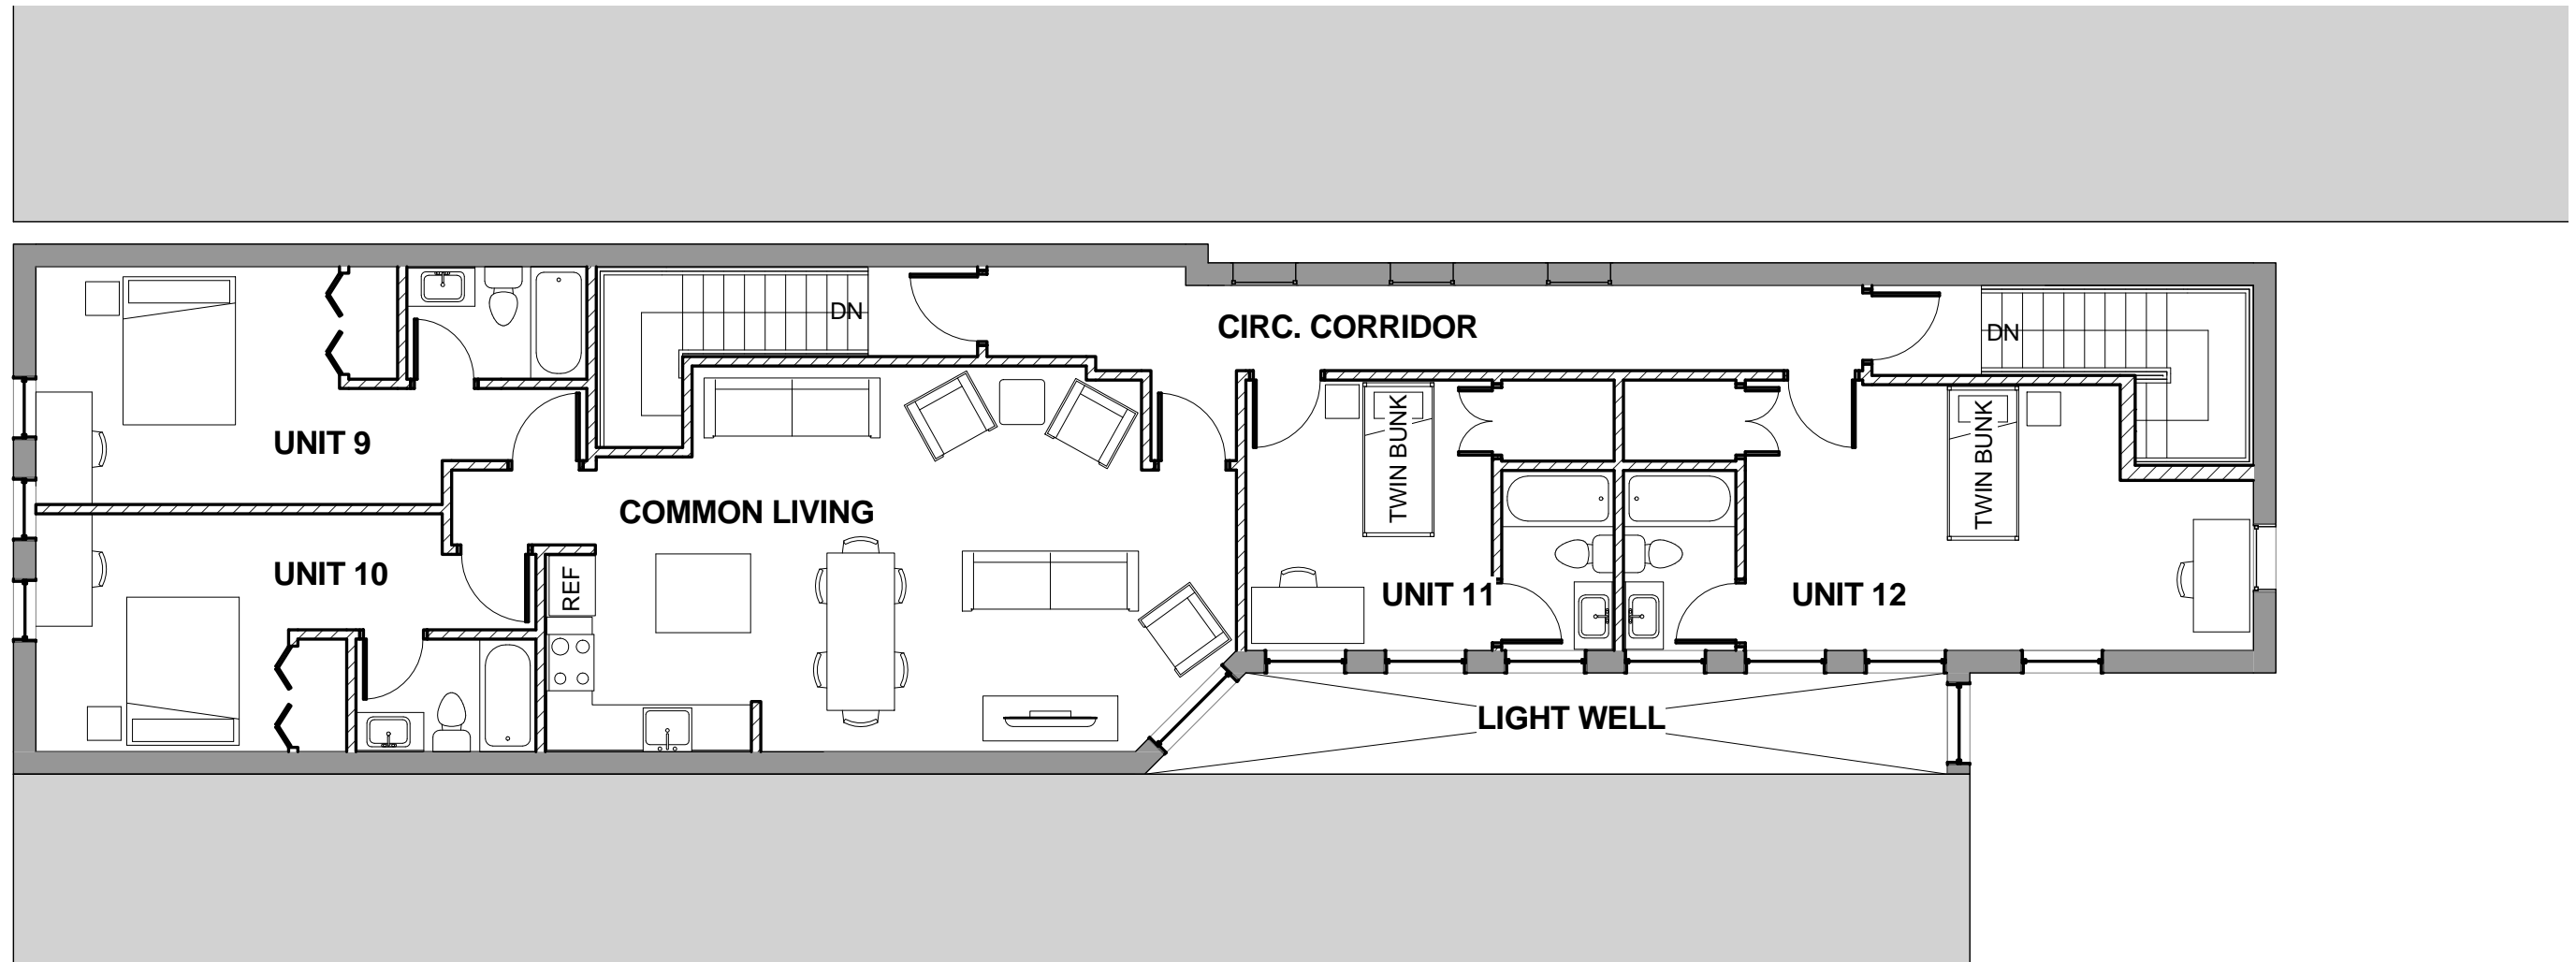 DN
CIRC. CORRIDOR
DN
UNIT 9
TWIN BUNK
TWIN BUNK
COMMON LIVING
UNIT 10
REF
UNIT 11
UNIT 12
LIGHT WELL